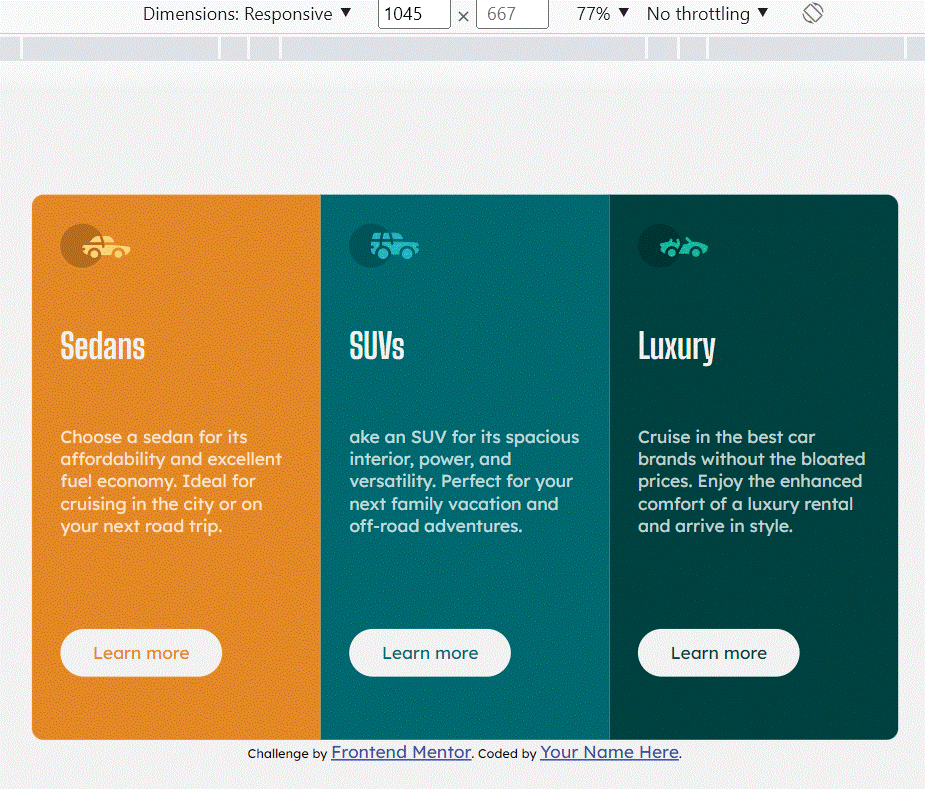 Dimensions: Responsive ▼ 1045 × 667 77% ▼ No throttling ▼
Sedans
SUVs
Luxury
Choose a sedan for its
affordability and excellent
fuel economy. Ideal for
cruising in the city or on
your next road trip.
ake an SUV for its spacious
interior, power, and
versatility. Perfect for your
next family vacation and
off-road adventures.
Cruise in the best car
brands without the bloated
prices. Enjoy the enhanced
comfort of a luxury rental
and arrive in style.
Learn more
Learn more
Learn more
Challenge by Frontend Mentor. Coded by Your Name Here.